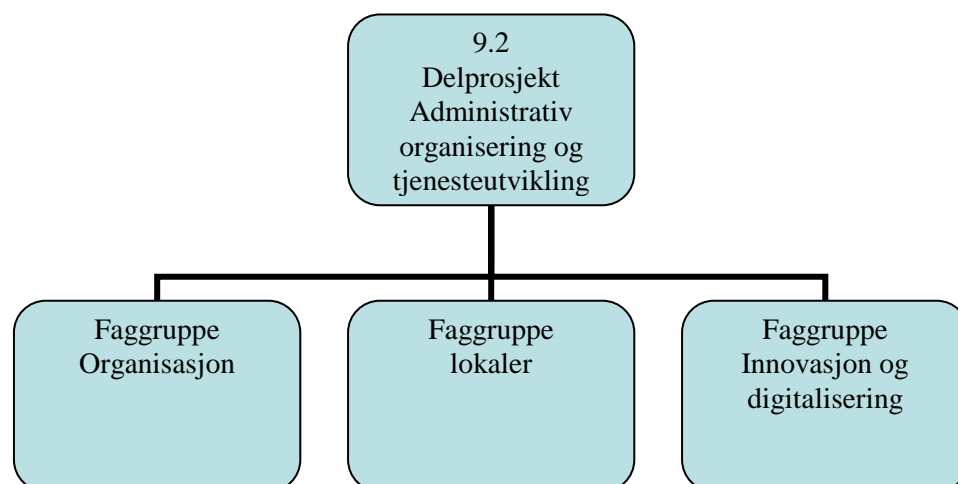 9.2
Delprosjekt
Administrativ
organisering og
tjenesteutvikling
Faggruppe
Organisasjon
Faggruppe
lokaler
Faggruppe
Innovasjon og
digitalisering